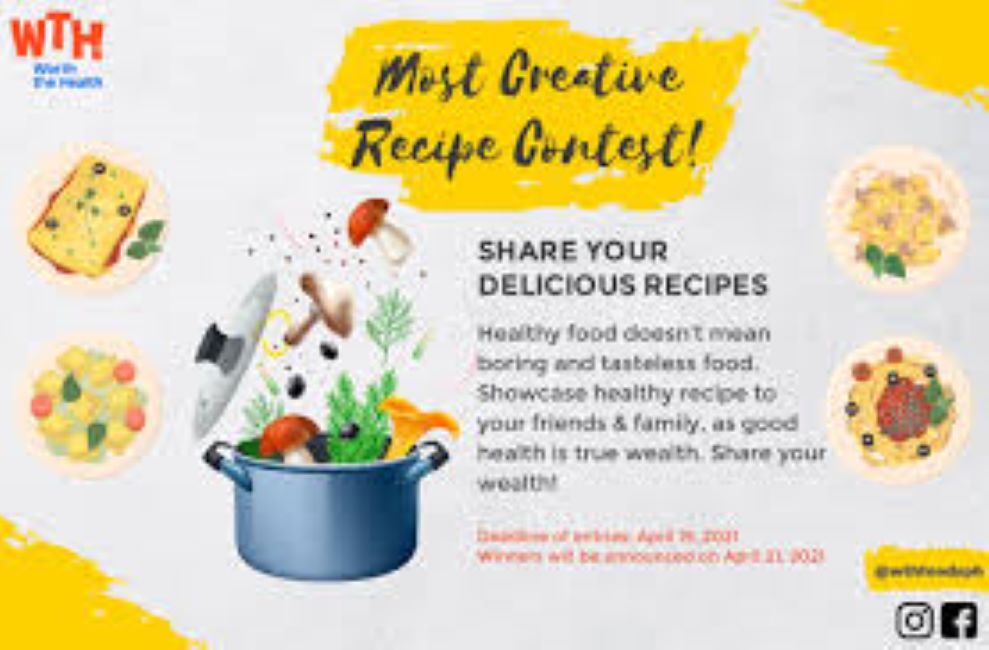 WTH
Worth
the Health
Most Creative
Recipe Contest!
SHARE YOUR
DELICIOUS RECIPES
Healthy food doesn't mean
boring and tasteless food.
Showcase healthy recipe to
your friends & family, as good
health is true wealth. Share your
wealth!
Deadline of entries: April 19, 2021
Winners will be announced on April 21, 2021